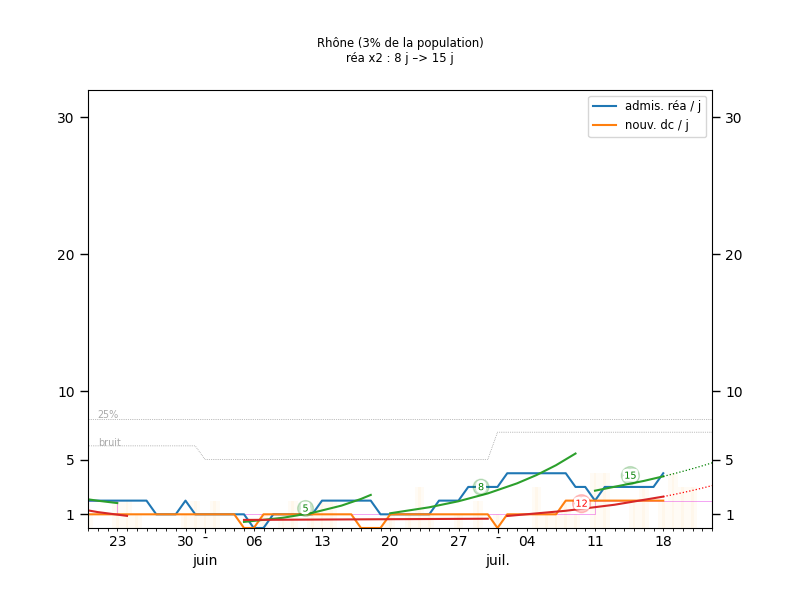 Rhône (3% de la population)
réa x2 : 8 j –> 15 j
admis. réa / j
nouv. dc / j
30 30
20 20
10 10
25%
bruit
5 5
15
8
12
5
1 1
23 30 - 06 13 20 27 - 04 11 18
juin juil.